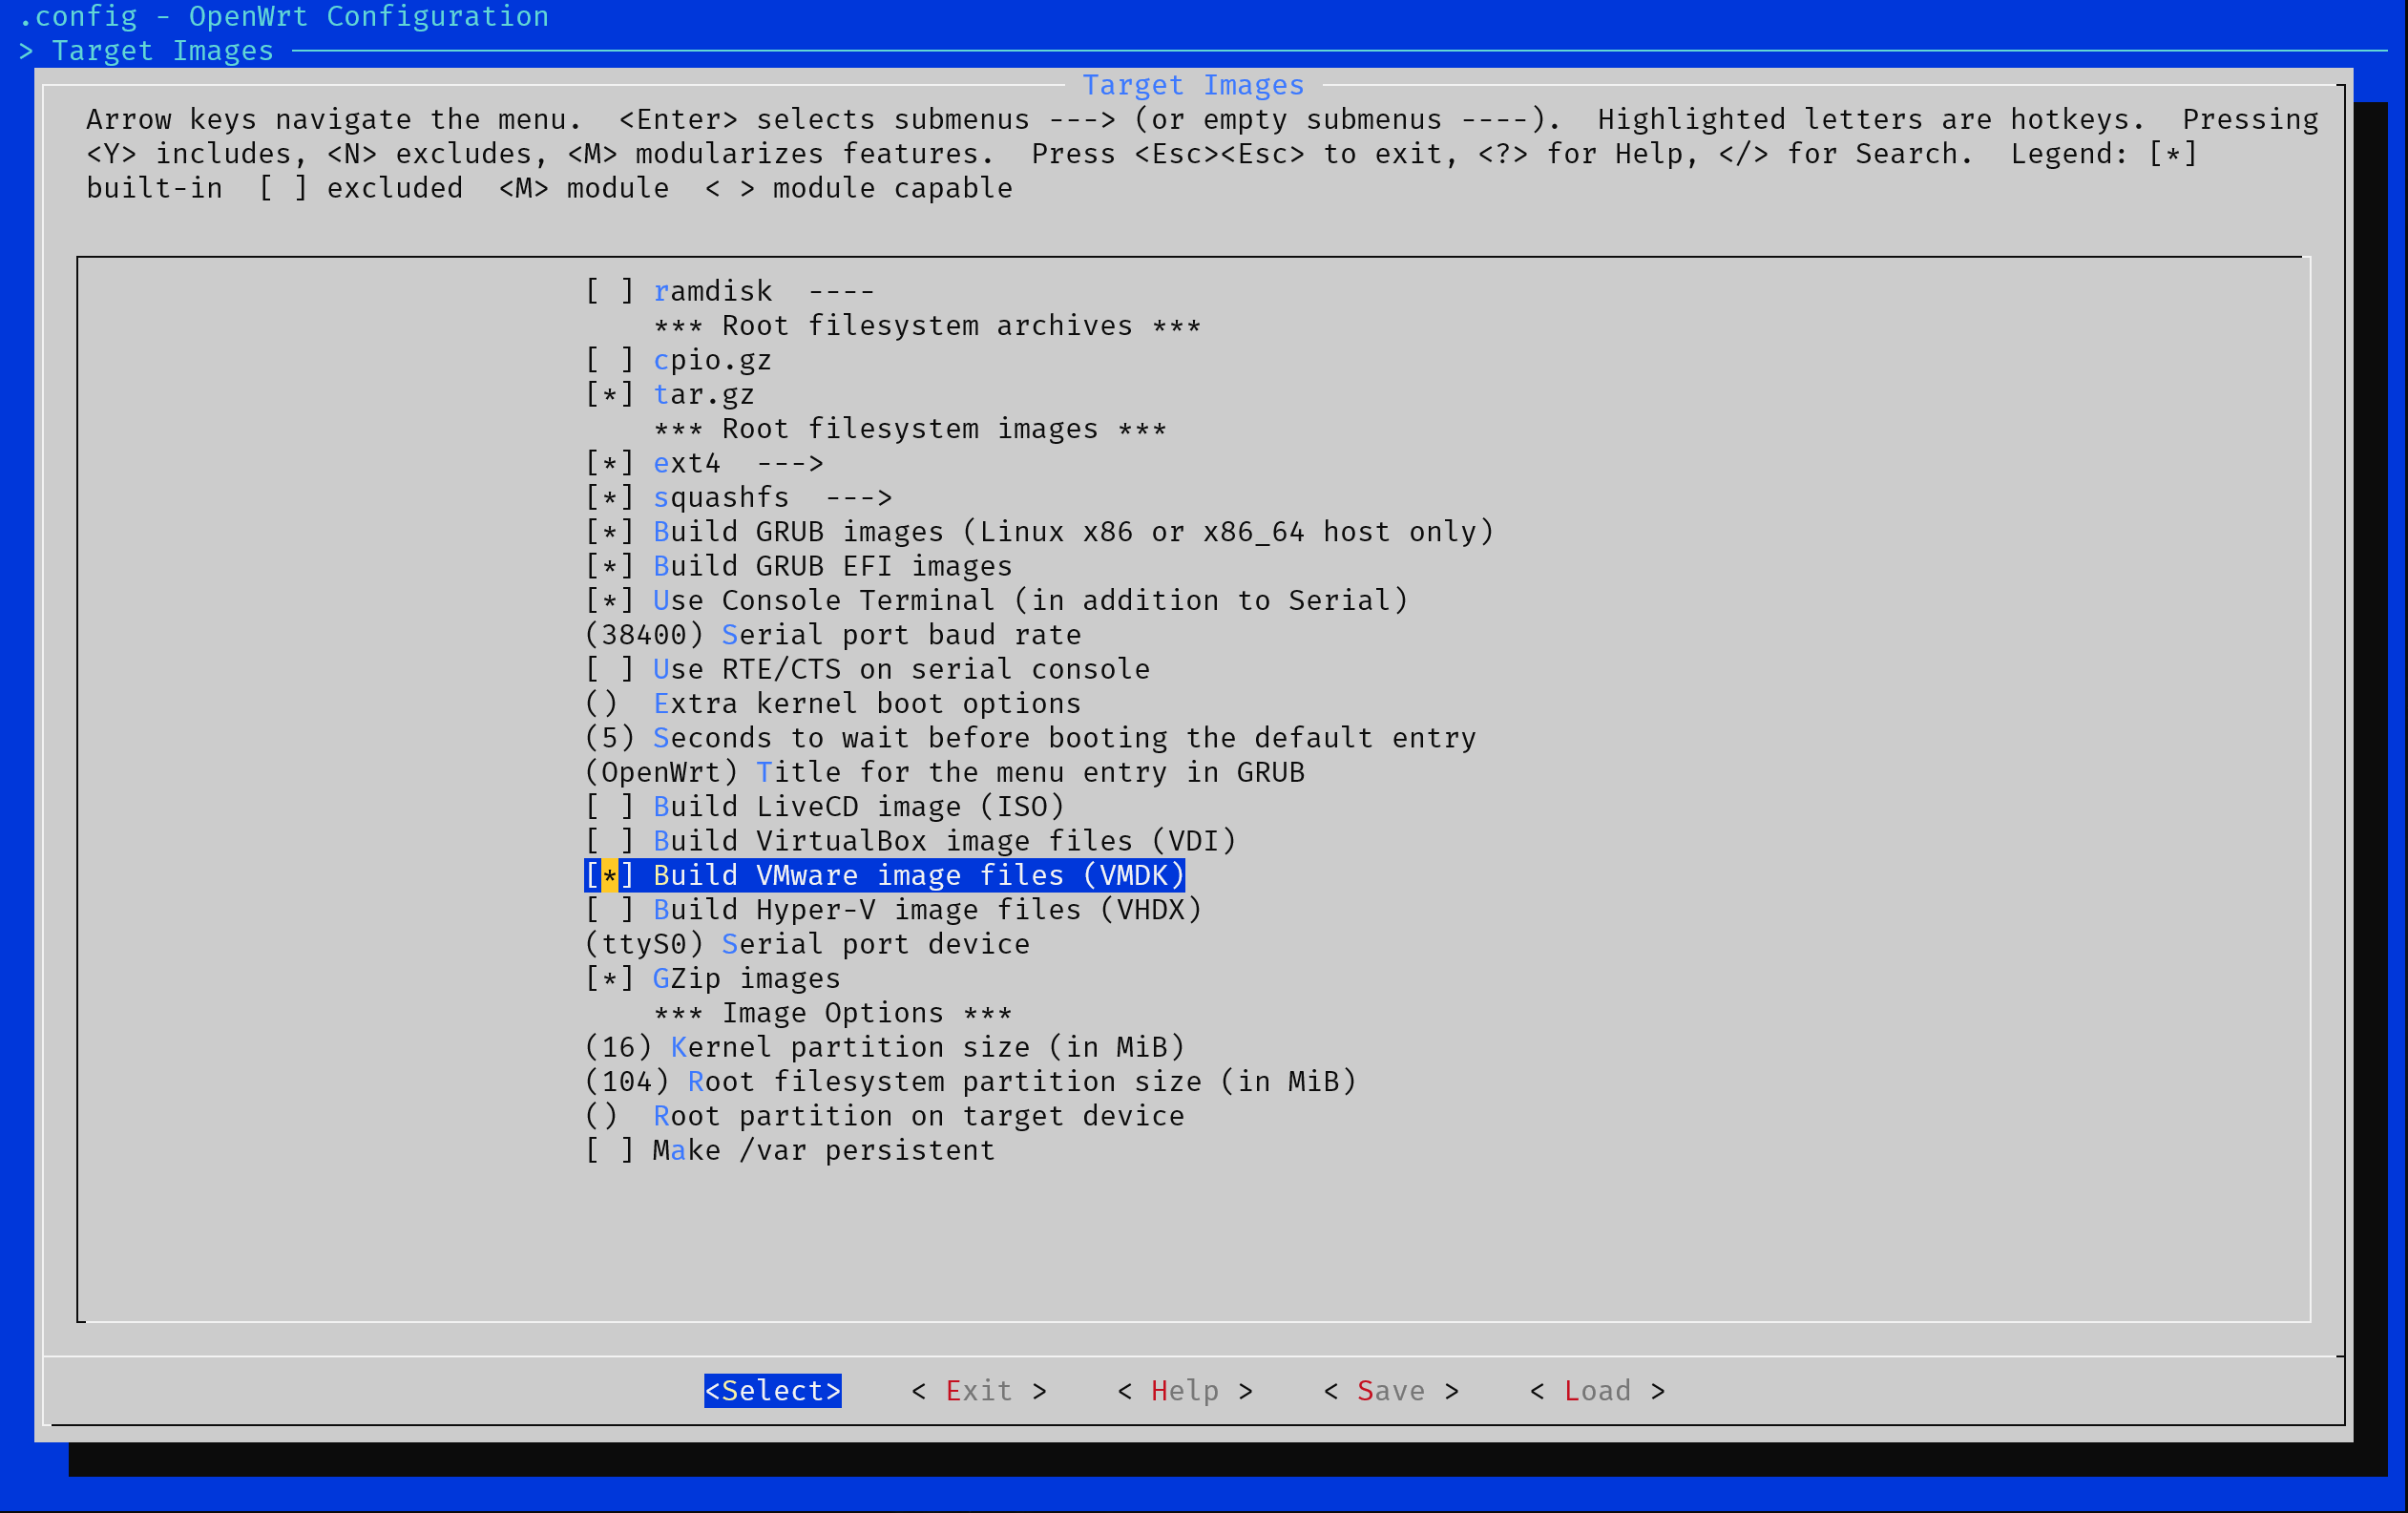 .config - OpenWrt Configuration
> Target Images
Target Images
Arrow keys navigate the menu.  <Enter> selects submenus ---> (or empty submenus ----).  Highlighted letters are hotkeys.  Pressing
<Y> includes, <N> excludes, <M> modularizes features.  Press <Esc><Esc> to exit, <?> for Help, </> for Search.  Legend: [*]
built-in  [ ] excluded  <M> module  < > module capable
[ ] ramdisk  ----
*** Root filesystem archives ***
[ ] cpio.gz
[*] tar.gz
*** Root filesystem images ***
[*] ext4  --->
[*] squashfs  --->
[*] Build GRUB images (Linux x86 or x86_64 host only)
[*] Build GRUB EFI images
[*] Use Console Terminal (in addition to Serial)
(38400) Serial port baud rate
[ ] Use RTE/CTS on serial console
()  Extra kernel boot options
(5) Seconds to wait before booting the default entry
(OpenWrt) Title for the menu entry in GRUB
[ ] Build LiveCD image (ISO)
[ ] Build VirtualBox image files (VDI)
[*] Build VMware image files (VMDK)
[ ] Build Hyper-V image files (VHDX)
(ttyS0) Serial port device
[*] GZip images
*** Image Options ***
(16) Kernel partition size (in MiB)
(104) Root filesystem partition size (in MiB)
()  Root partition on target device
[ ] Make /var persistent
<Select>    < Exit >    < Help >    < Save >    < Load >